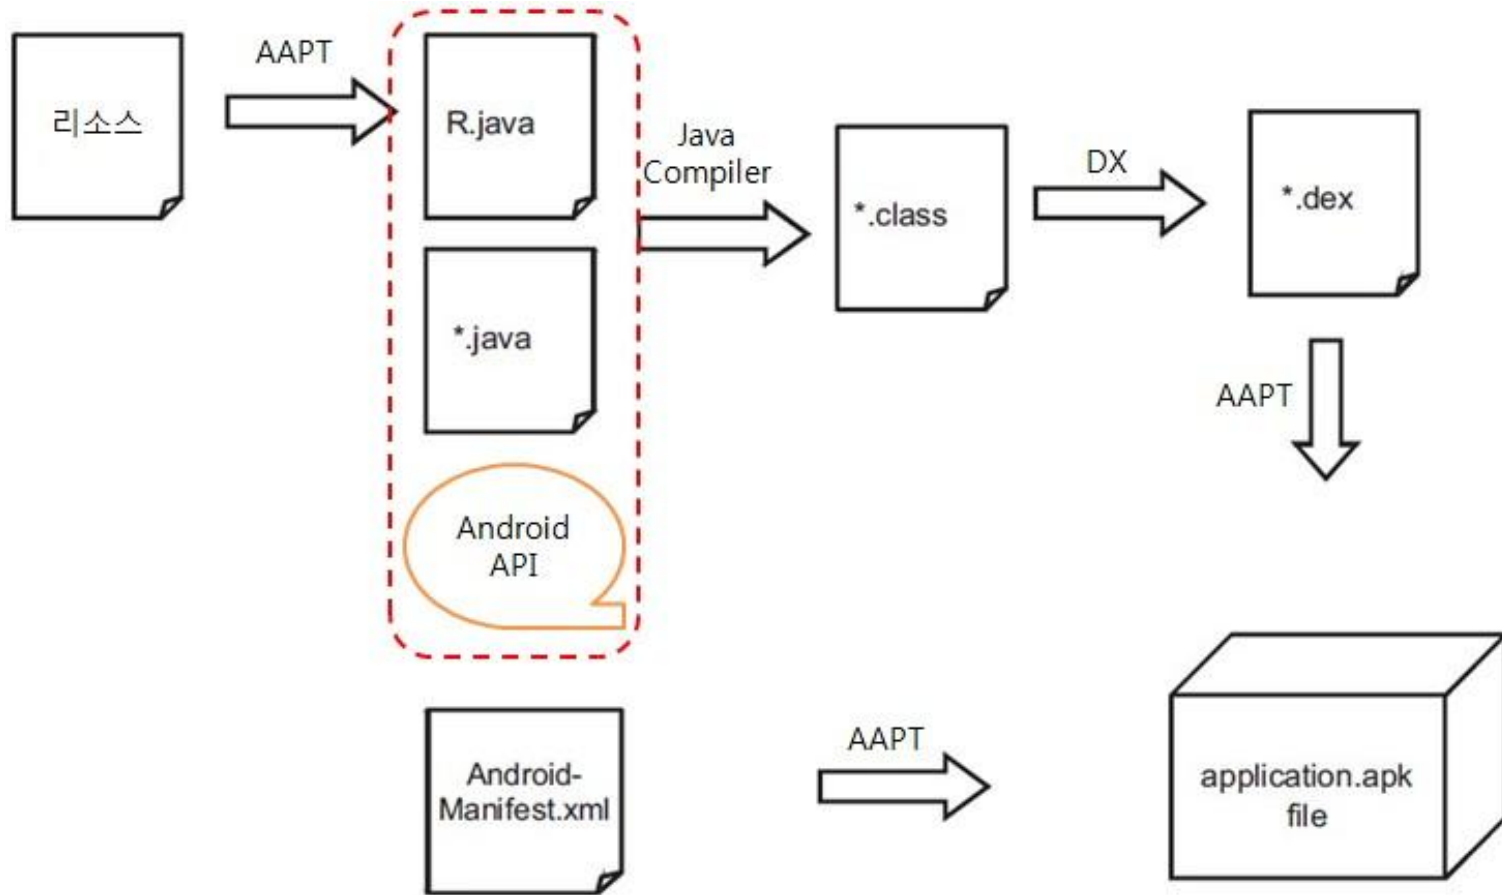 리소스
AAPT
R.java
*.java
Android
API
Java
Compiler
*.class
DX
*.dex
AAPT
Android-
Manifest.xml
AAPT
application.apk
file